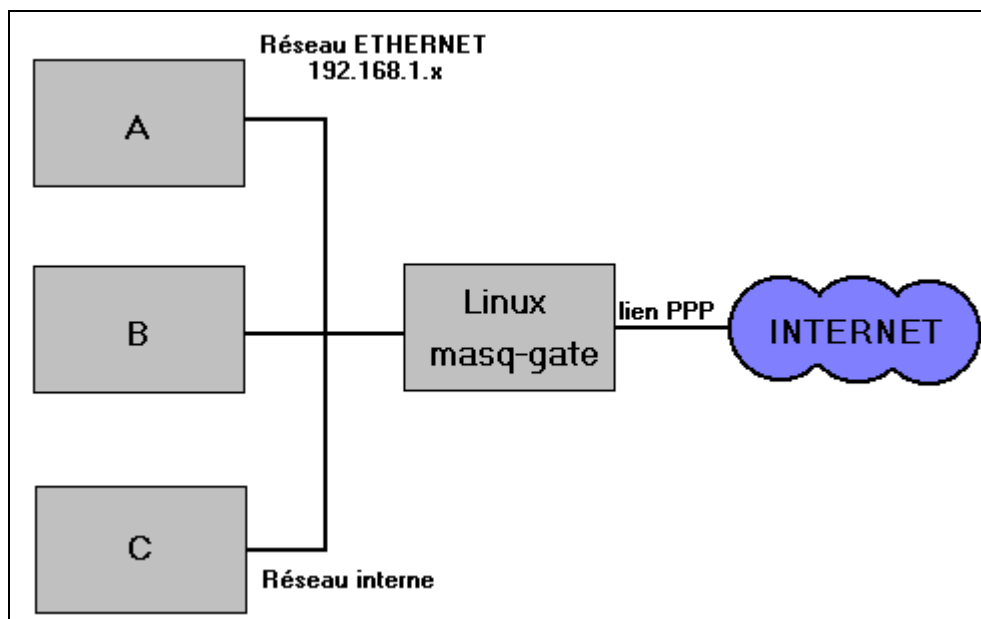 Réseau ETHERNET
192.168.1.x
A
B
C
Linux
masq-gate
lien PPP
INTERNET
Réseau interne